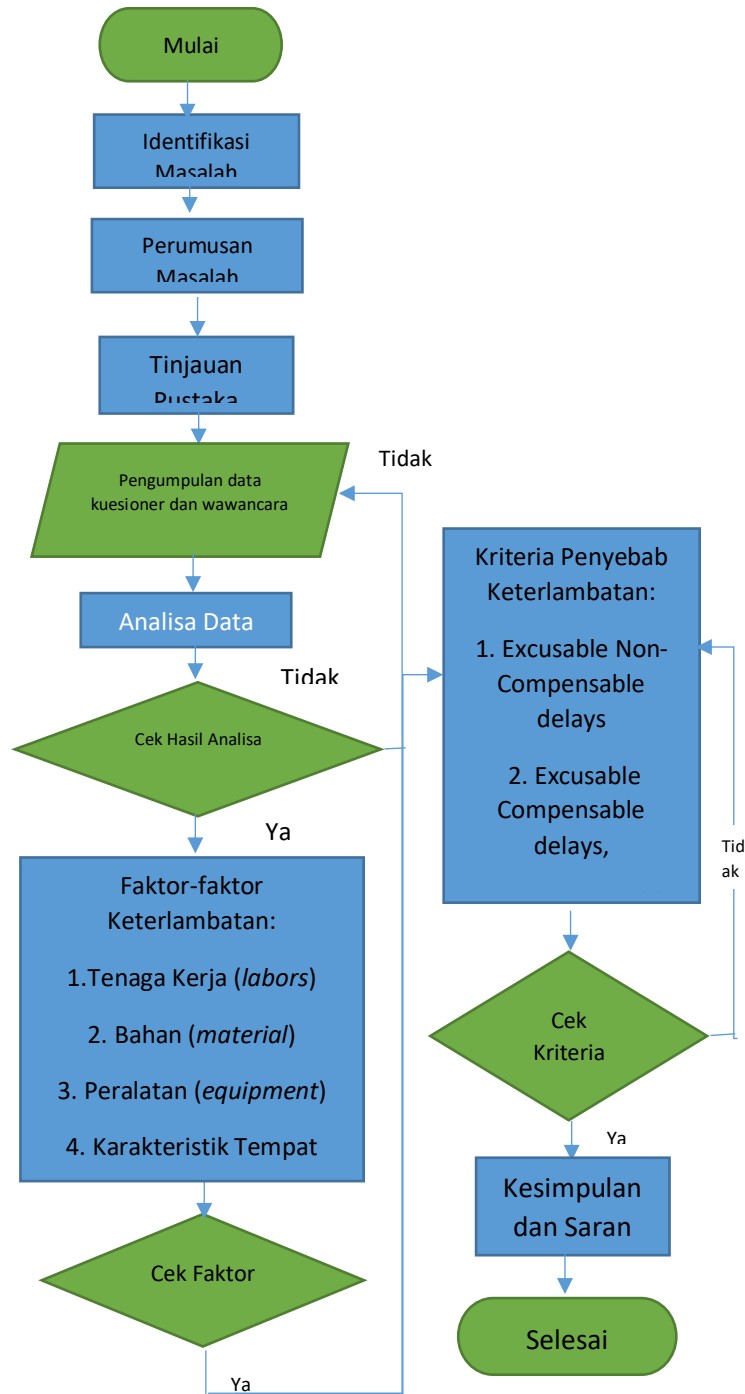 Mulai
Identifikasi
Masalah
Perumusan
Masalah
Tinjauan
Pustaka
Pengumpulan data
kuesioner dan wawancara
Tidak
Analisa Data
Tidak
Cek Hasil Analisa
Ya
Faktor-faktor
Keterlambatan:
1.Tenaga Kerja (labors)
2. Bahan (material)
3. Peralatan (equipment)
4. Karakteristik Tempat
Cek Faktor
Ya
Kriteria Penyebab
Keterlambatan:
1. Excusable Non-
Compensable
delays
2. Excusable
Compensable
delays,
Tid
ak
Cek
Kriteria
Ya
Kesimpulan
dan Saran
Selesai